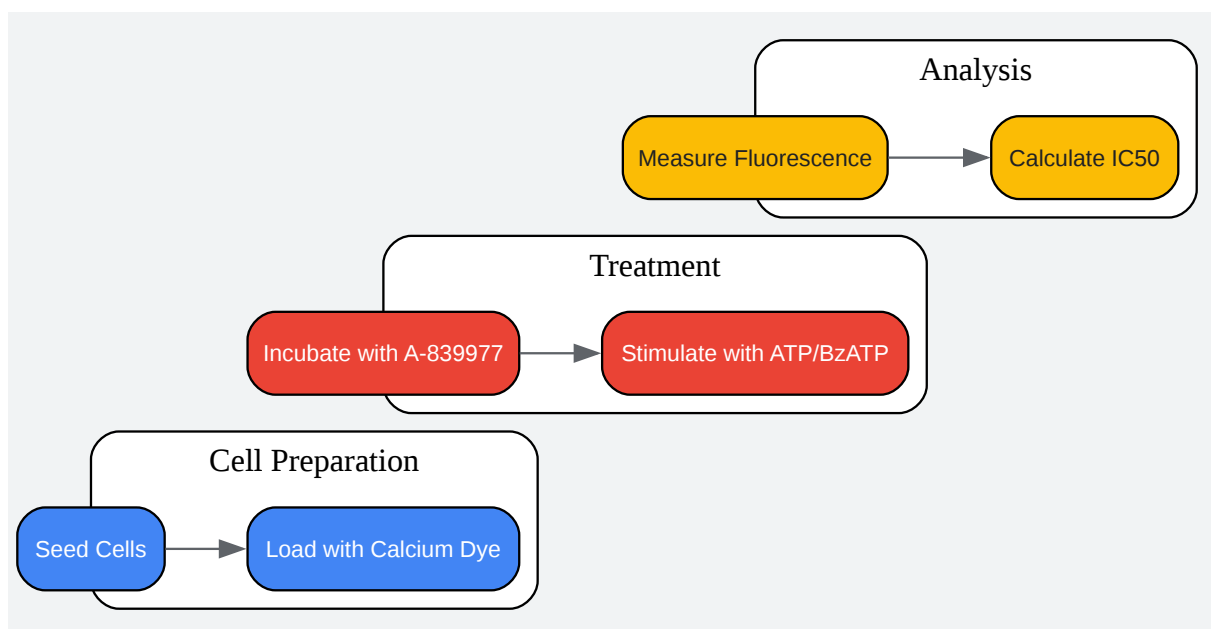 Analysis
Measure Fluorescence
Calculate IC50
Treatment
Incubate with A-839977
Stimulate with ATP/BzATP
Cell Preparation
Seed Cells
Load with Calcium Dye